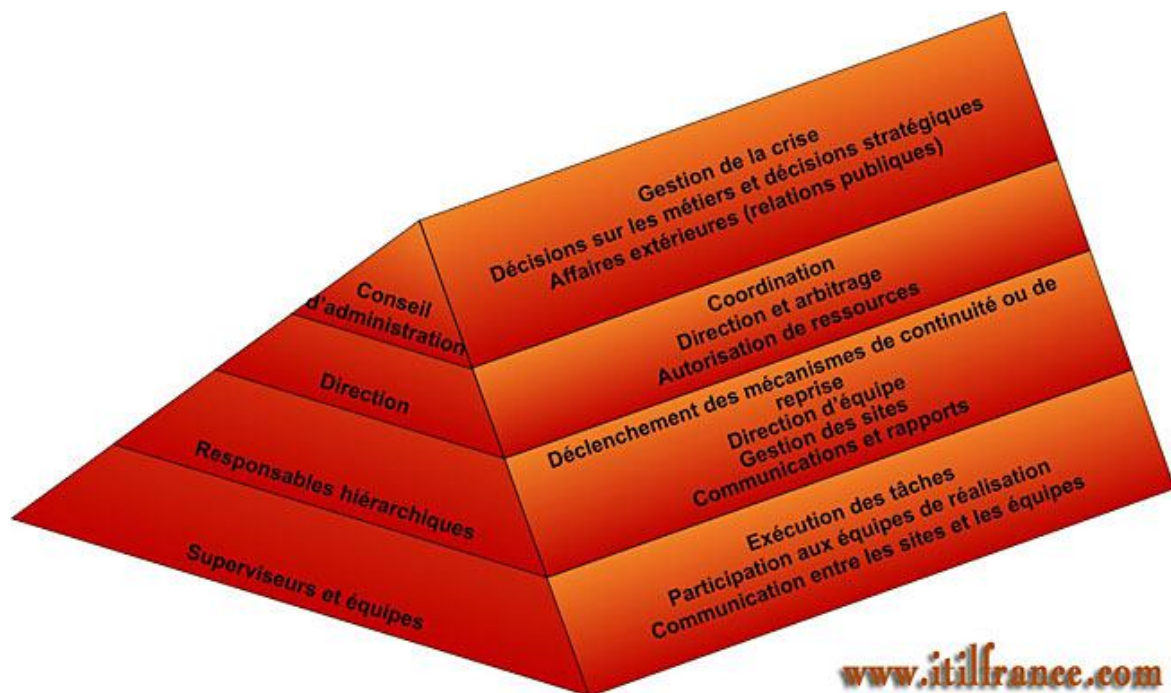 Conseil
d'administration
Gestion de la crise
Décisions sur les métiers et décisions stratégiques
Affaires extérieures (relations publiques)
Direction
Coordination
Direction et arbitrage
Autorisation de ressources
Responsables hiérarchiques
Déclenchement des mécanismes de continuité ou de
reprise
Direction d'équipe
Gestion des sites
Communications et rapports
Superviseurs et équipes
Exécution des tâches
Participation aux équipes de réalisation
Communication entre les sites et les équipes
www.itilfrance.com